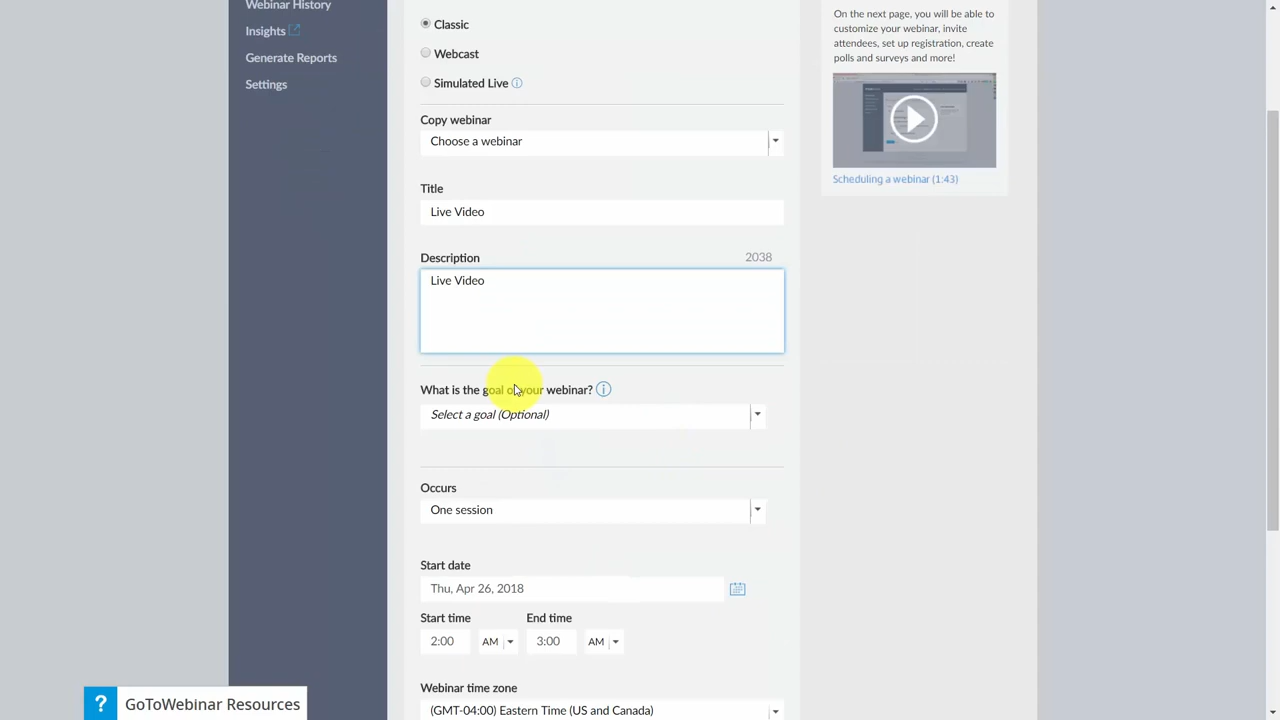 Webinar History
Insights
Generate Reports
Settings
Classic
Webcast
Simulated Live
Copy webinar
Choose a webinar
Title
Live Video
Description 2038
Live Video
What is the goal of your webinar?
Select a goal (Optional)
Occurs
One session
Start date
Thu, Apr 26, 2018
Start time End time
2:00 AM 3:00 AM
Webinar time zone
(GMT-04:00) Eastern Time (US and Canada)
On the next page, you will be able to
customize your webinar, invite
attendees, set up registration, create
polls and surveys and more!
Scheduling a webinar (1:43)
? GoToWebinar Resources